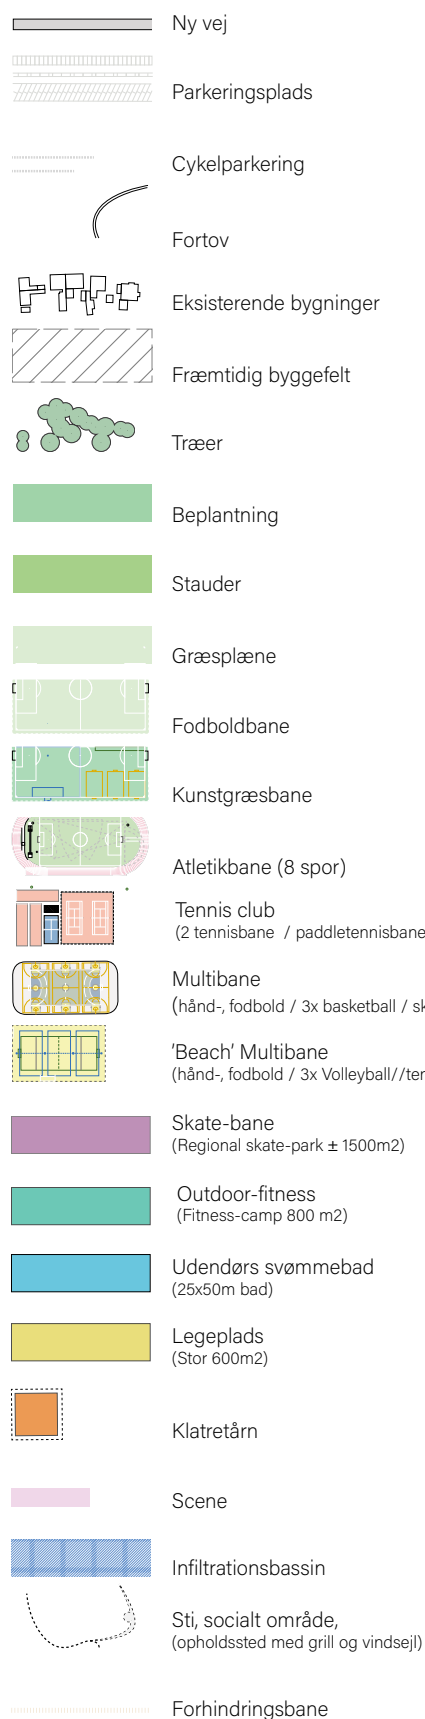 Ny vej
Parkeringsplads
Cykelparkering
Fortov
Eksisterende bygninger
Fræmtidig byggefelt
Træer
Beplantning
Stauder
Græsplæne
Fodboldbane
Kunstgræsbane
Atletikbane (8 spor)
Tennis club
(2 tennisbane / paddletennisbane
Multibane
(hånd-, fodbold / 3x basketball / sk
'Beach' Multibane
(hånd-, fodbold / 3x Volleyball//ter
Skate-bane
(Regional skate-park ± 1500m2)
Outdoor-fitness
(Fitness-camp 800 m2)
Udendørs svømmebad
(25x50m bad)
Legeplads
(Stor 600m2)
Klatretårn
Scene
Infiltrationsbassin
Sti, socialt område,
(opholdssted med grill og vindsejl)
Forhindringsbane